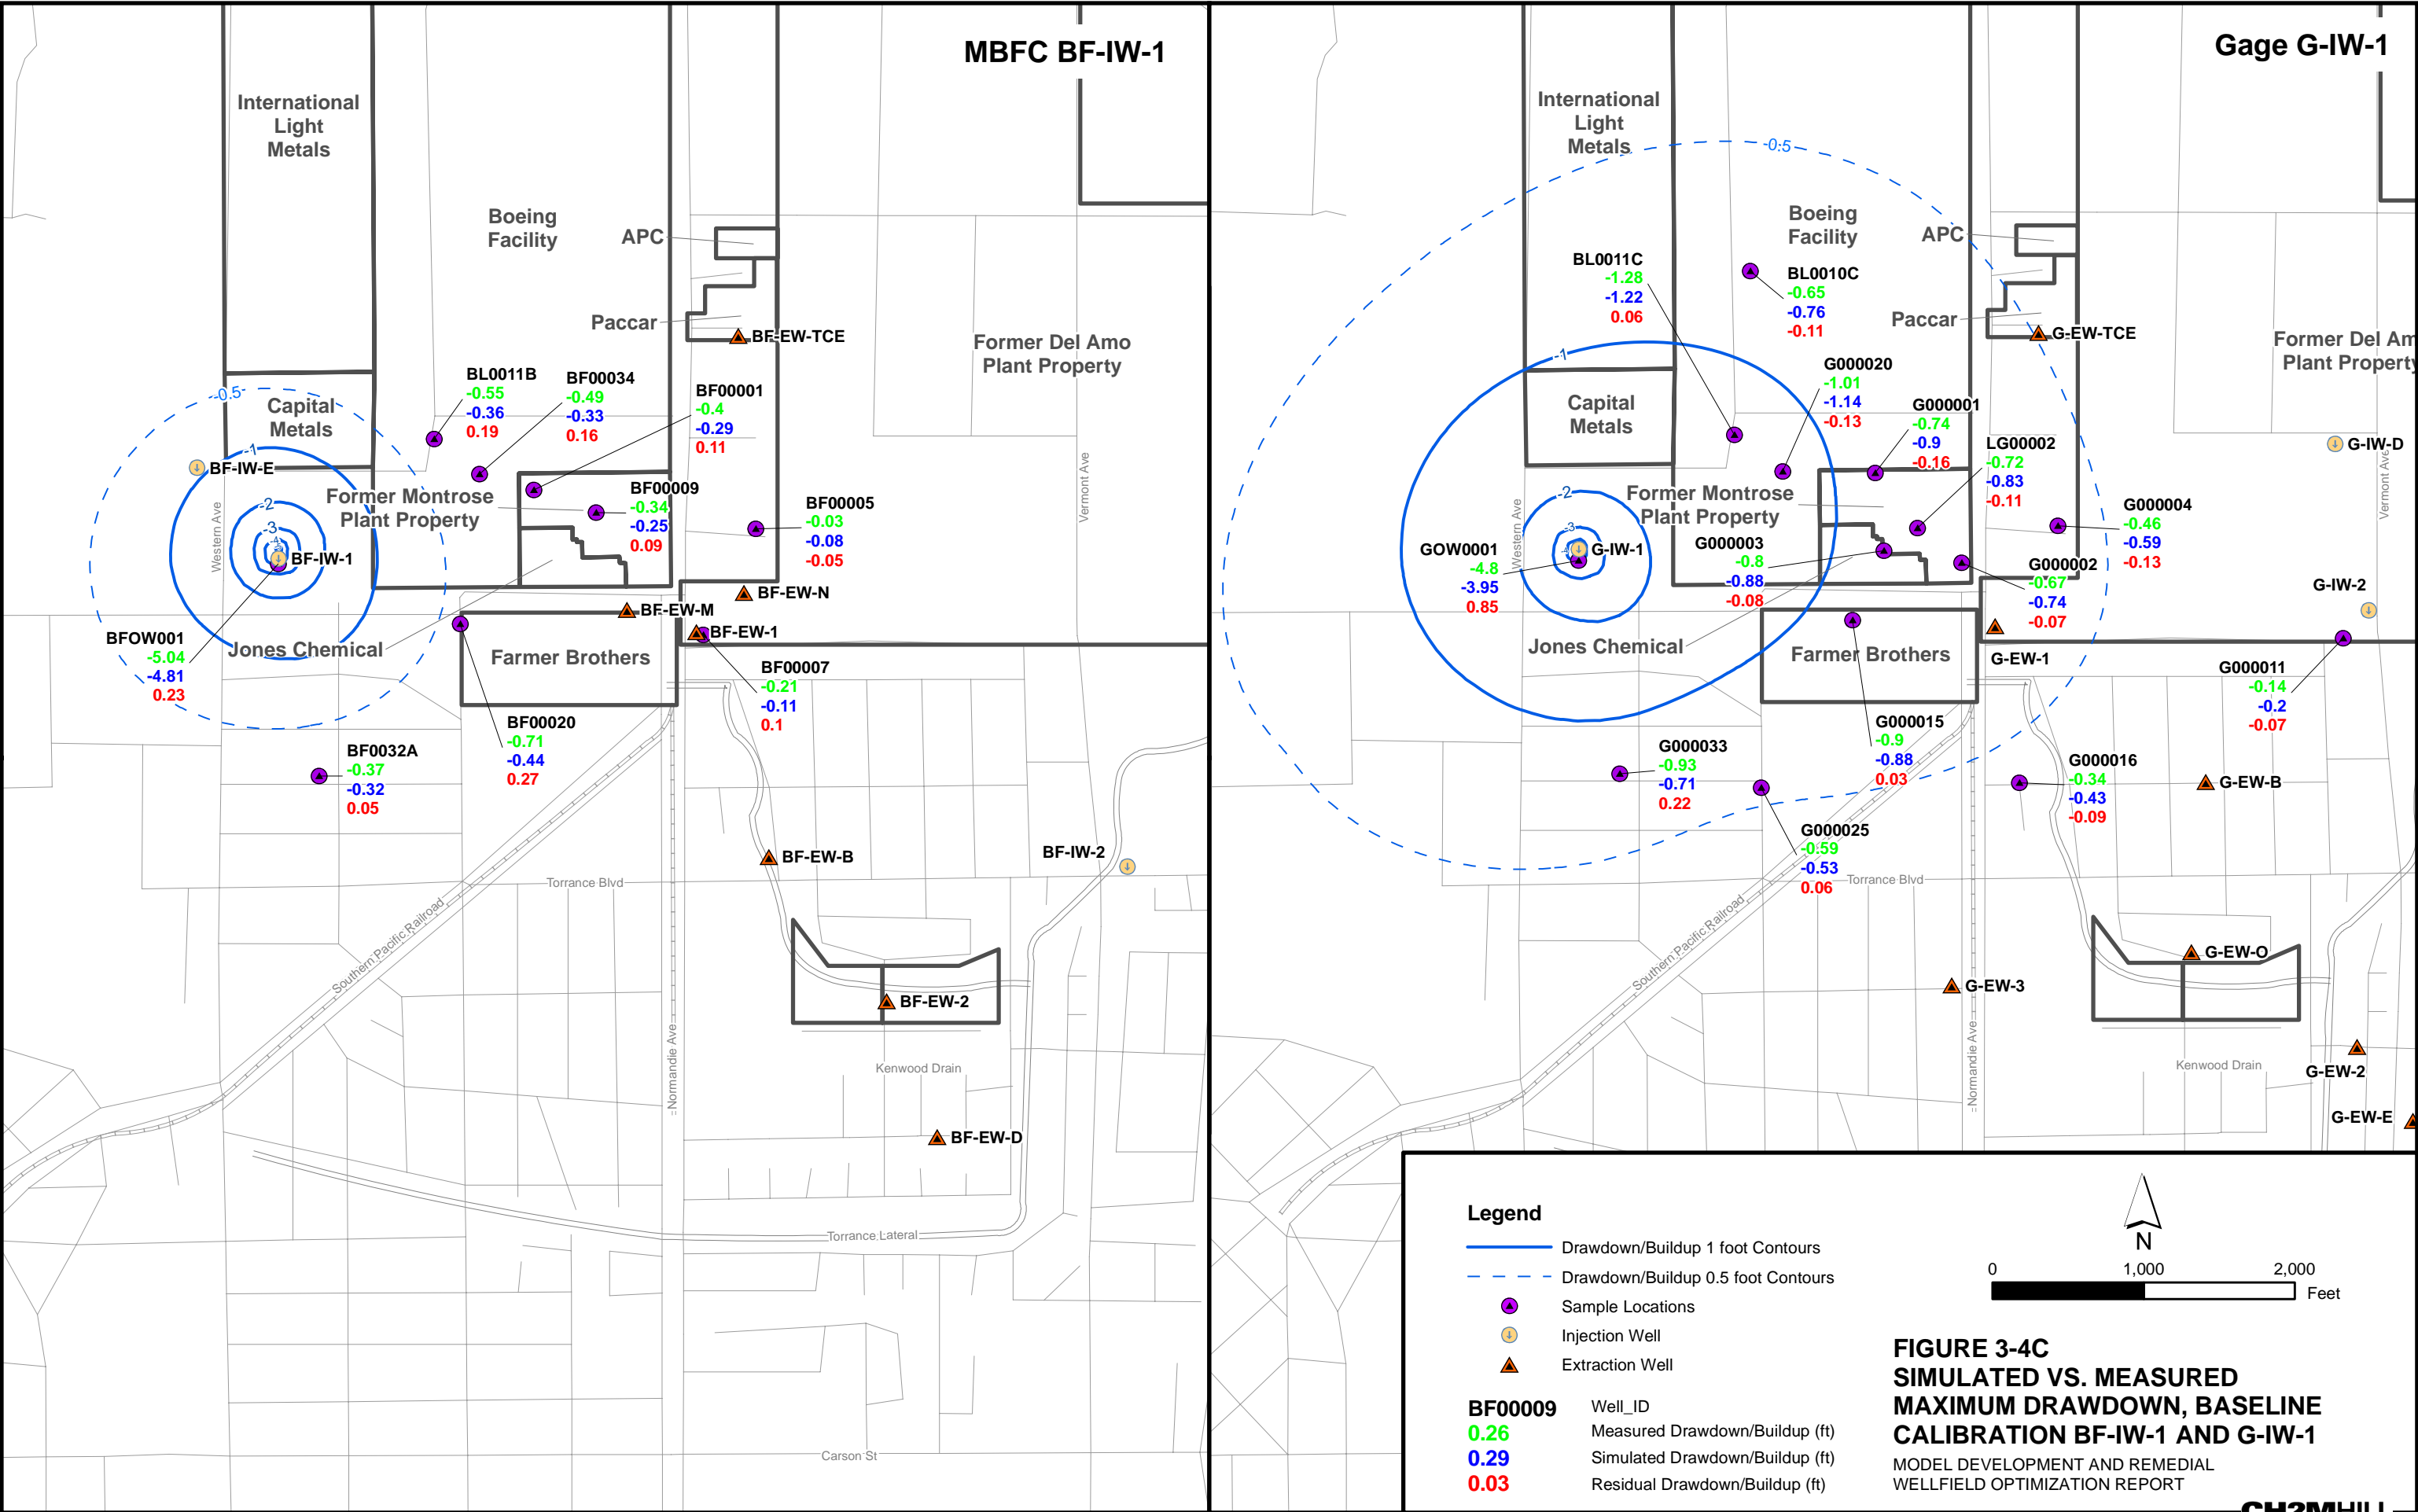 MBFC BF-IW-1
International
Light
Metals
Boeing
Facility
APC
Paccar
BF-EW-TCE
Former Del Amo
Plant Property
BL0011B
-0.55
-0.36
0.19
BF00034
-0.49
-0.33
0.16
BF00001
-0.4
-0.29
0.11
-0.5
Capital
Metals
-1
BF-IW-E
-2
-3
-4
BF-IW-1
Former Montrose
Plant Property
BF00009
-0.34
-0.25
0.09
BF00005
-0.03
-0.08
-0.05
Western Ave
Vermont Ave
BF-EW-N
BF-EW-M
BF-EW-1
BFOW001
-5.04
-4.81
0.23
Jones Chemical
Farmer Brothers
BF00007
-0.21
-0.11
0.1
BF00020
-0.71
-0.44
0.27
BF0032A
-0.37
-0.32
0.05
BF-EW-B
BF-IW-2
Torrance Blvd
Southern Pacific Railroad
BF-EW-2
Normandie Ave
Kenwood Drain
BF-EW-D
Torrance Lateral
Carson St
Gage G-IW-1
International
Light
Metals
-0.5
Boeing
Facility
APC
BL0011C
-1.28
-1.22
0.06
BL0010C
-0.65
-0.76
-0.11
Paccar
G-EW-TCE
Former Del Am
Plant Property
-1
G000020
-1.01
-1.14
-0.13
Capital
Metals
G000001
-0.74
-0.9
-0.16
LG00002
-0.72
-0.83
-0.11
G-IW-D
Vermont Ave
-2
-3
Former Montrose
Plant Property
G000004
-0.46
-0.59
-0.13
Western Ave
G-IW-1
GOW0001
-4.8
-3.95
0.85
G000003
-0.8
-0.88
-0.08
G000002
-0.67
-0.74
-0.07
G-IW-2
Jones Chemical
Farmer Brothers
G-EW-1
G000011
-0.14
-0.2
-0.07
G000015
-0.9
-0.88
0.03
G000033
-0.93
-0.71
0.22
G000016
-0.34
-0.43
-0.09
G-EW-B
G000025
-0.59
-0.53
0.06
Torrance Blvd
Southern Pacific Railroad
G-EW-O
G-EW-3
Normandie Ave
Kenwood Drain
G-EW-2
G-EW-E
Legend
Drawdown/Buildup 1 foot Contours
Drawdown/Buildup 0.5 foot Contours
Sample Locations
Injection Well
Extraction Well
BF00009 Well_ID
0.26 Measured Drawdown/Buildup (ft)
0.29 Simulated Drawdown/Buildup (ft)
0.03 Residual Drawdown/Buildup (ft)
N
0 1,000 2,000
Feet
FIGURE 3-4C
SIMULATED VS. MEASURED
MAXIMUM DRAWDOWN, BASELINE
CALIBRATION BF-IW-1 AND G-IW-1
MODEL DEVELOPMENT AND REMEDIAL
WELLFIELD OPTIMIZATION REPORT
CH2MHILL